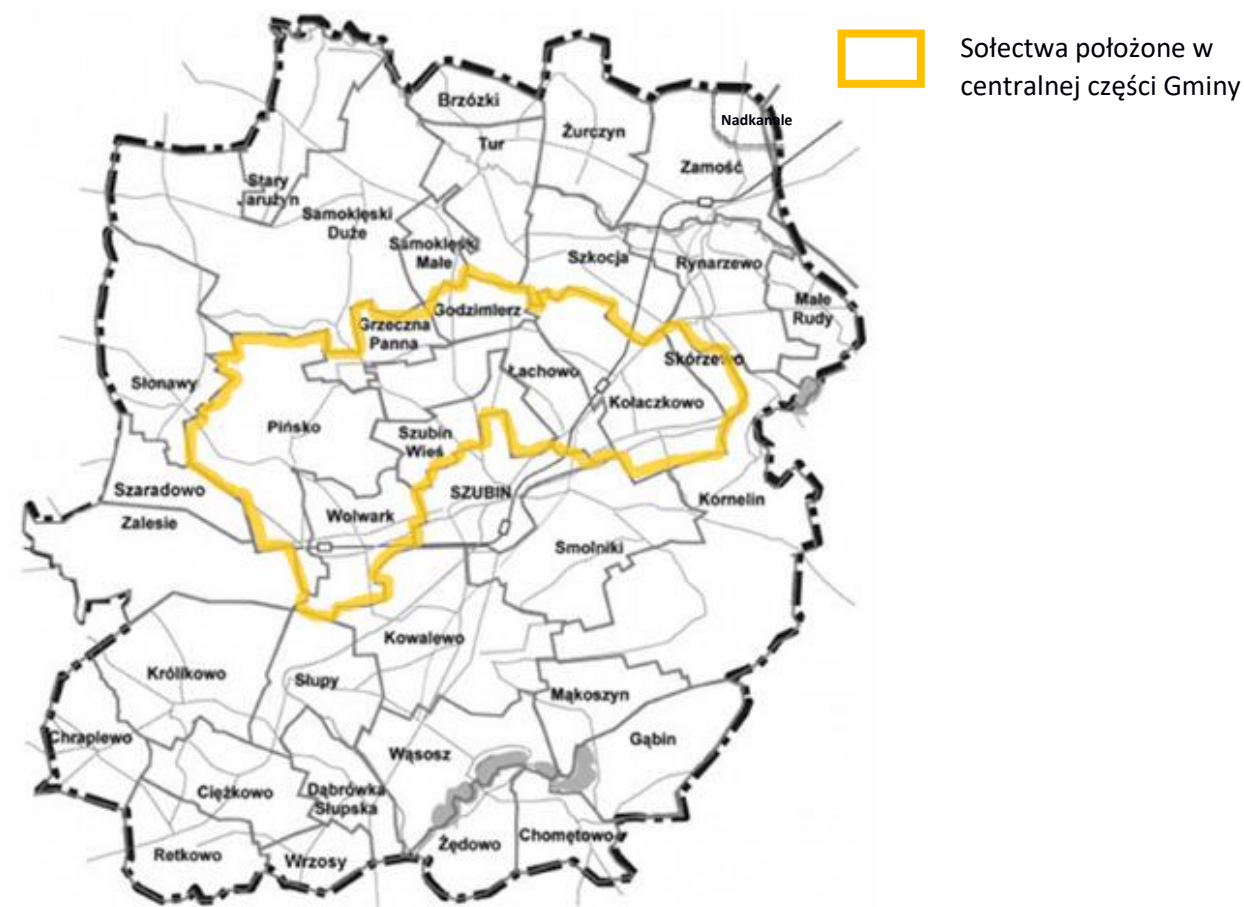 Sołectwa położone w
centralnej części Gminy
Brzózki
Nadkanale
Żurczyn
Tur
Zamość
Stary
Jarużyn
Samoklęski
Duże
Samoklęski
Małe
Szkocja
Rynarzewo
Małe
Rudy
Godzimierz
Grzeczna
Panna
Skórzewo
Łachowo
Słonawy
Kołaczkowo
Pińsko
Szubin
Wieś
Szaradowo
SZUBIN
Kornelin
Wolwark
Zalesie
Smolniki
Kowalewo
Królikowo
Słupy
Mąkoszyn
Chraplewo
Gąbin
Wąsosz
Ciężkowo
Dąbrówka
Słupska
Chomętowo
Żędowo
Retkowo
Wrzosy